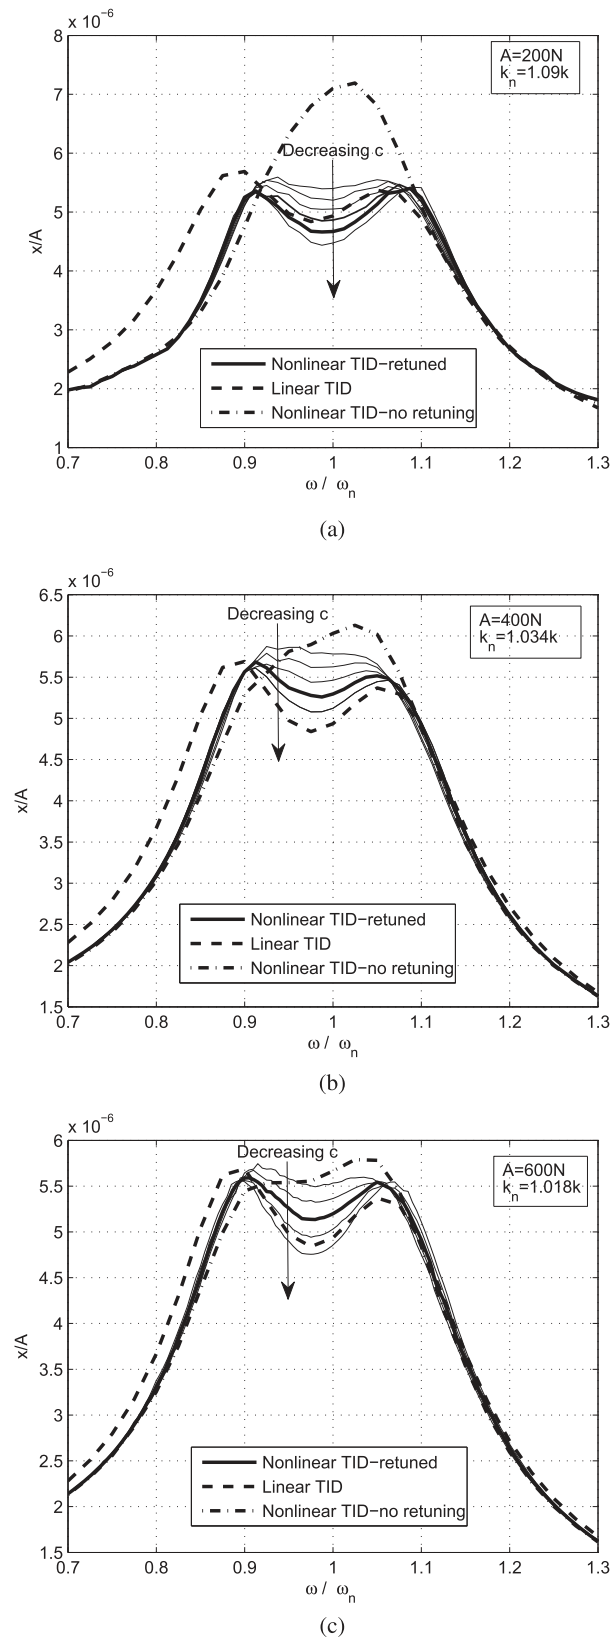 x 10⁻⁶
8
7
6
5
4
3
2
1
x/A
A=200N
kₙ=1.09k
Decreasing c
Nonlinear TID−retuned
Linear TID
Nonlinear TID−no retuning
0.7 0.8 0.9 1 1.1 1.2 1.3
ω / ωₙ
(a)
x 10⁻⁶
6.5
6
5.5
5
4.5
4
3.5
3
2.5
2
1.5
x/A
Decreasing c
A=400N
kₙ=1.034k
Nonlinear TID−retuned
Linear TID
Nonlinear TID−no retuning
0.7 0.8 0.9 1 1.1 1.2 1.3
ω / ωₙ
(b)
x 10⁻⁶
6
5.5
5
4.5
4
3.5
3
2.5
2
1.5
x/A
Decreasing c
A=600N
kₙ=1.018k
Nonlinear TID−retuned
Linear TID
Nonlinear TID−no retuning
0.7 0.8 0.9 1 1.1 1.2 1.3
ω / ωₙ
(c)